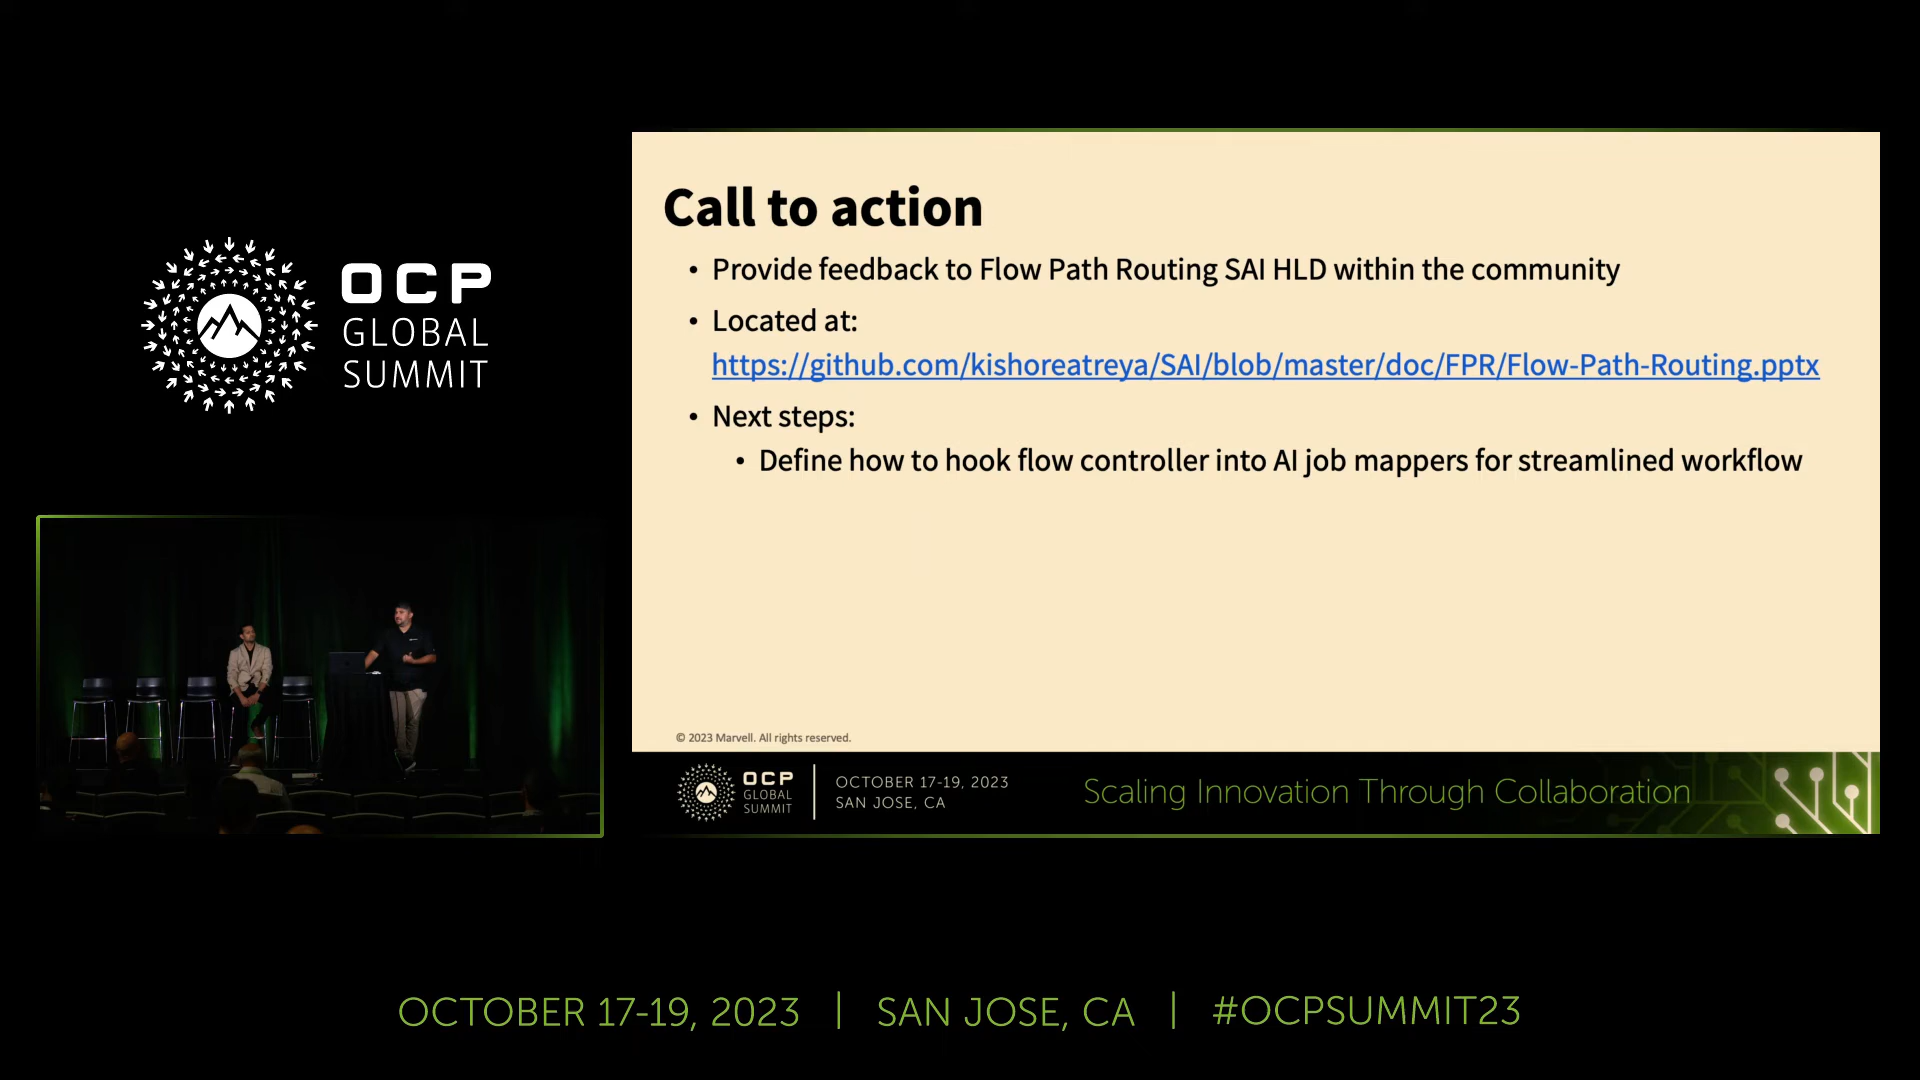 OCP
GLOBAL
SUMMIT
Call to action
• Provide feedback to Flow Path Routing SAI HLD within the community
• Located at:
https://github.com/kishoreatreya/SAI/blob/master/doc/FPR/Flow-Path-Routing.pptx
• Next steps:
• Define how to hook flow controller into AI job mappers for streamlined workflow
© 2023 Marvell. All rights reserved.
OCP
GLOBAL
SUMMIT
OCTOBER 17-19, 2023
SAN JOSE, CA
Scaling Innovation Through Collaboration
OCTOBER 17-19, 2023 | SAN JOSE, CA | #OCPSUMMIT23